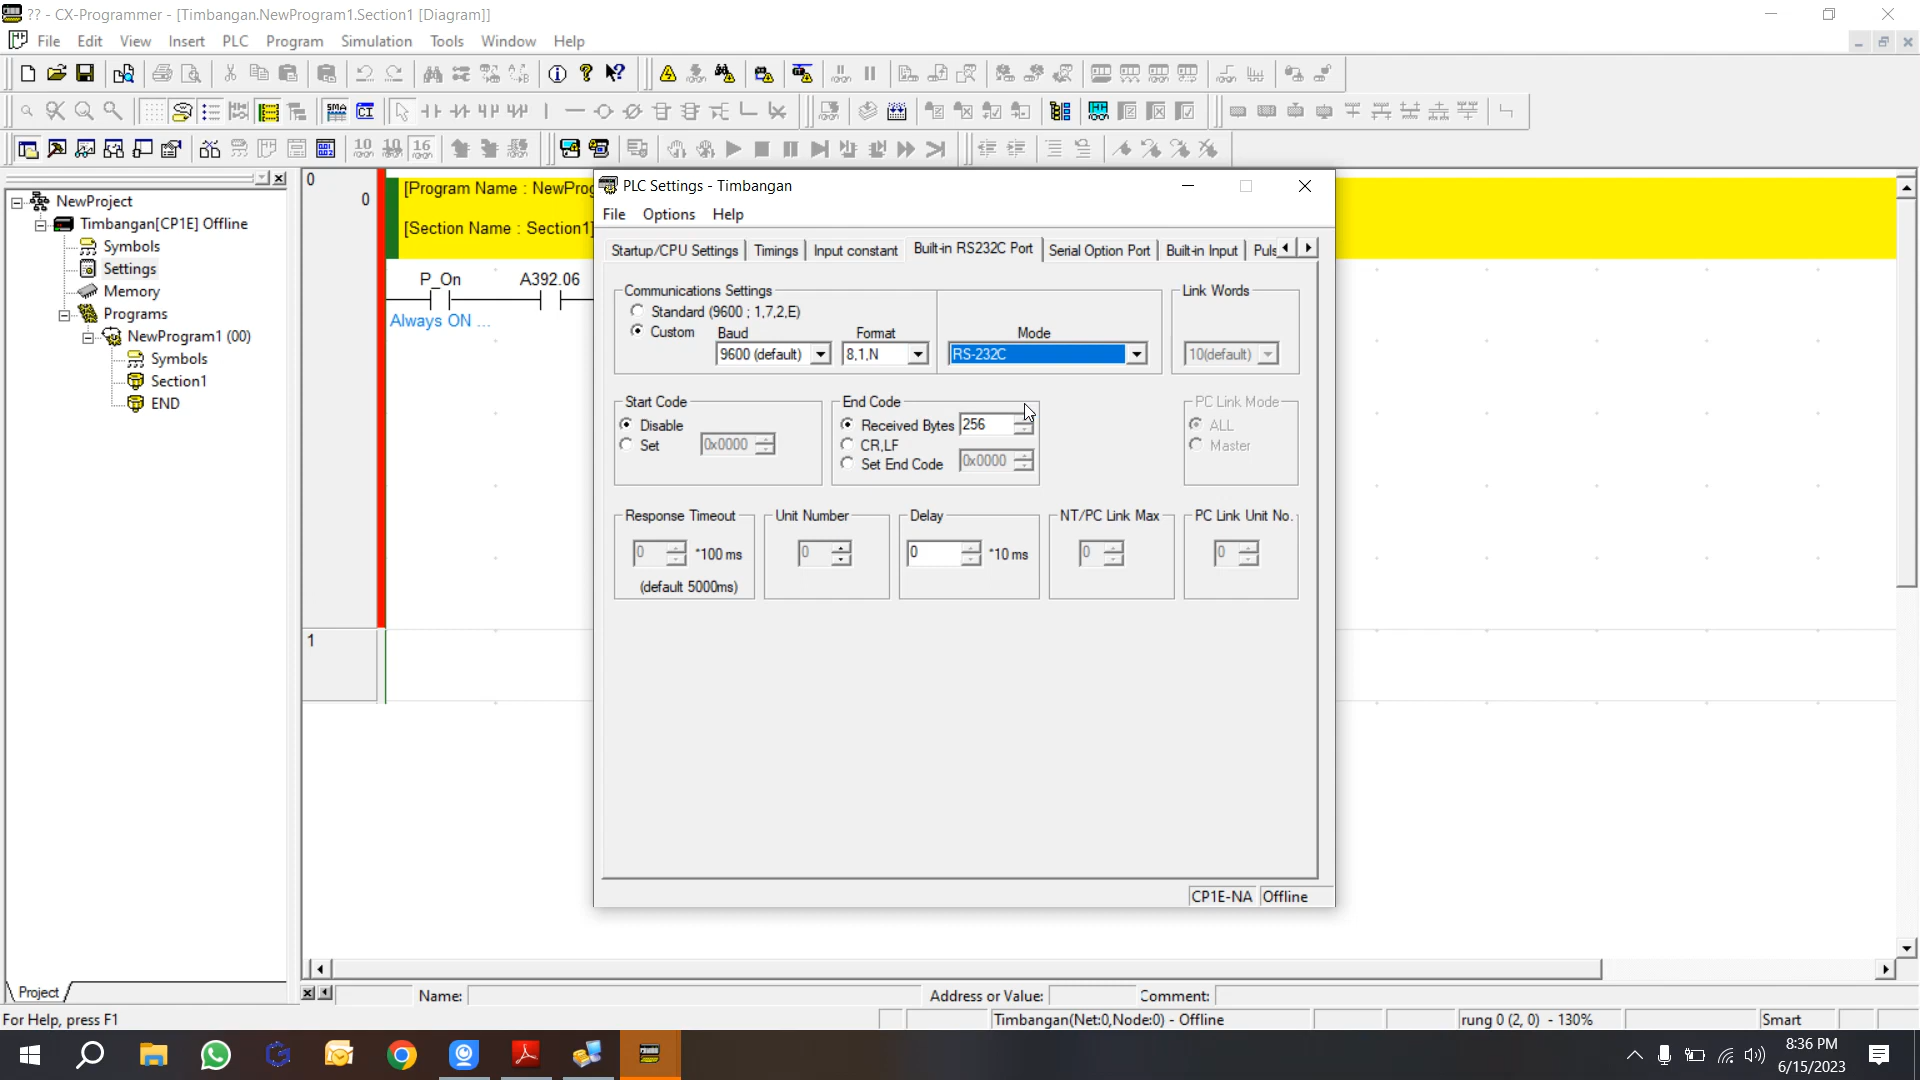 ?? - CX-Programmer - [Timbangan.NewProgram1.Section1 [Diagram]]
File Edit View Insert PLC Program Simulation Tools Window Help
NewProject
Timbangan[CP1E] Offline
Symbols
Settings
Memory
Programs
NewProgram1 (00)
Symbols
Section1
END
Project
0
0
[Program Name : NewProg
[Section Name : Section1]
P_On
A392.06
Always ON ...
1
PLC Settings - Timbangan
File Options Help
Startup/CPU Settings Timings Input constant Built-in RS232C Port Serial Option Port Built-in Input Puls
Communications Settings
Standard (9600 ; 1,7,2,E)
Custom
Baud
Format
Mode
9600 (default)
8,1,N
RS-232C
Link Words
10(default)
Start Code
Disable
Set
0x0000
End Code
Received Bytes 256
CR,LF
Set End Code 0x0000
PC Link Mode
ALL
Master
Response Timeout
0 *100 ms
(default 5000ms)
Unit Number
0
Delay
0 *10 ms
NT/PC Link Max
0
PC Link Unit No.
0
CP1E-NA Offline
Name: Address or Value: Comment:
For Help, press F1
Timbangan(Net:0,Node:0) - Offline
rung 0 (2, 0) - 130%
Smart
8:36 PM
6/15/2023